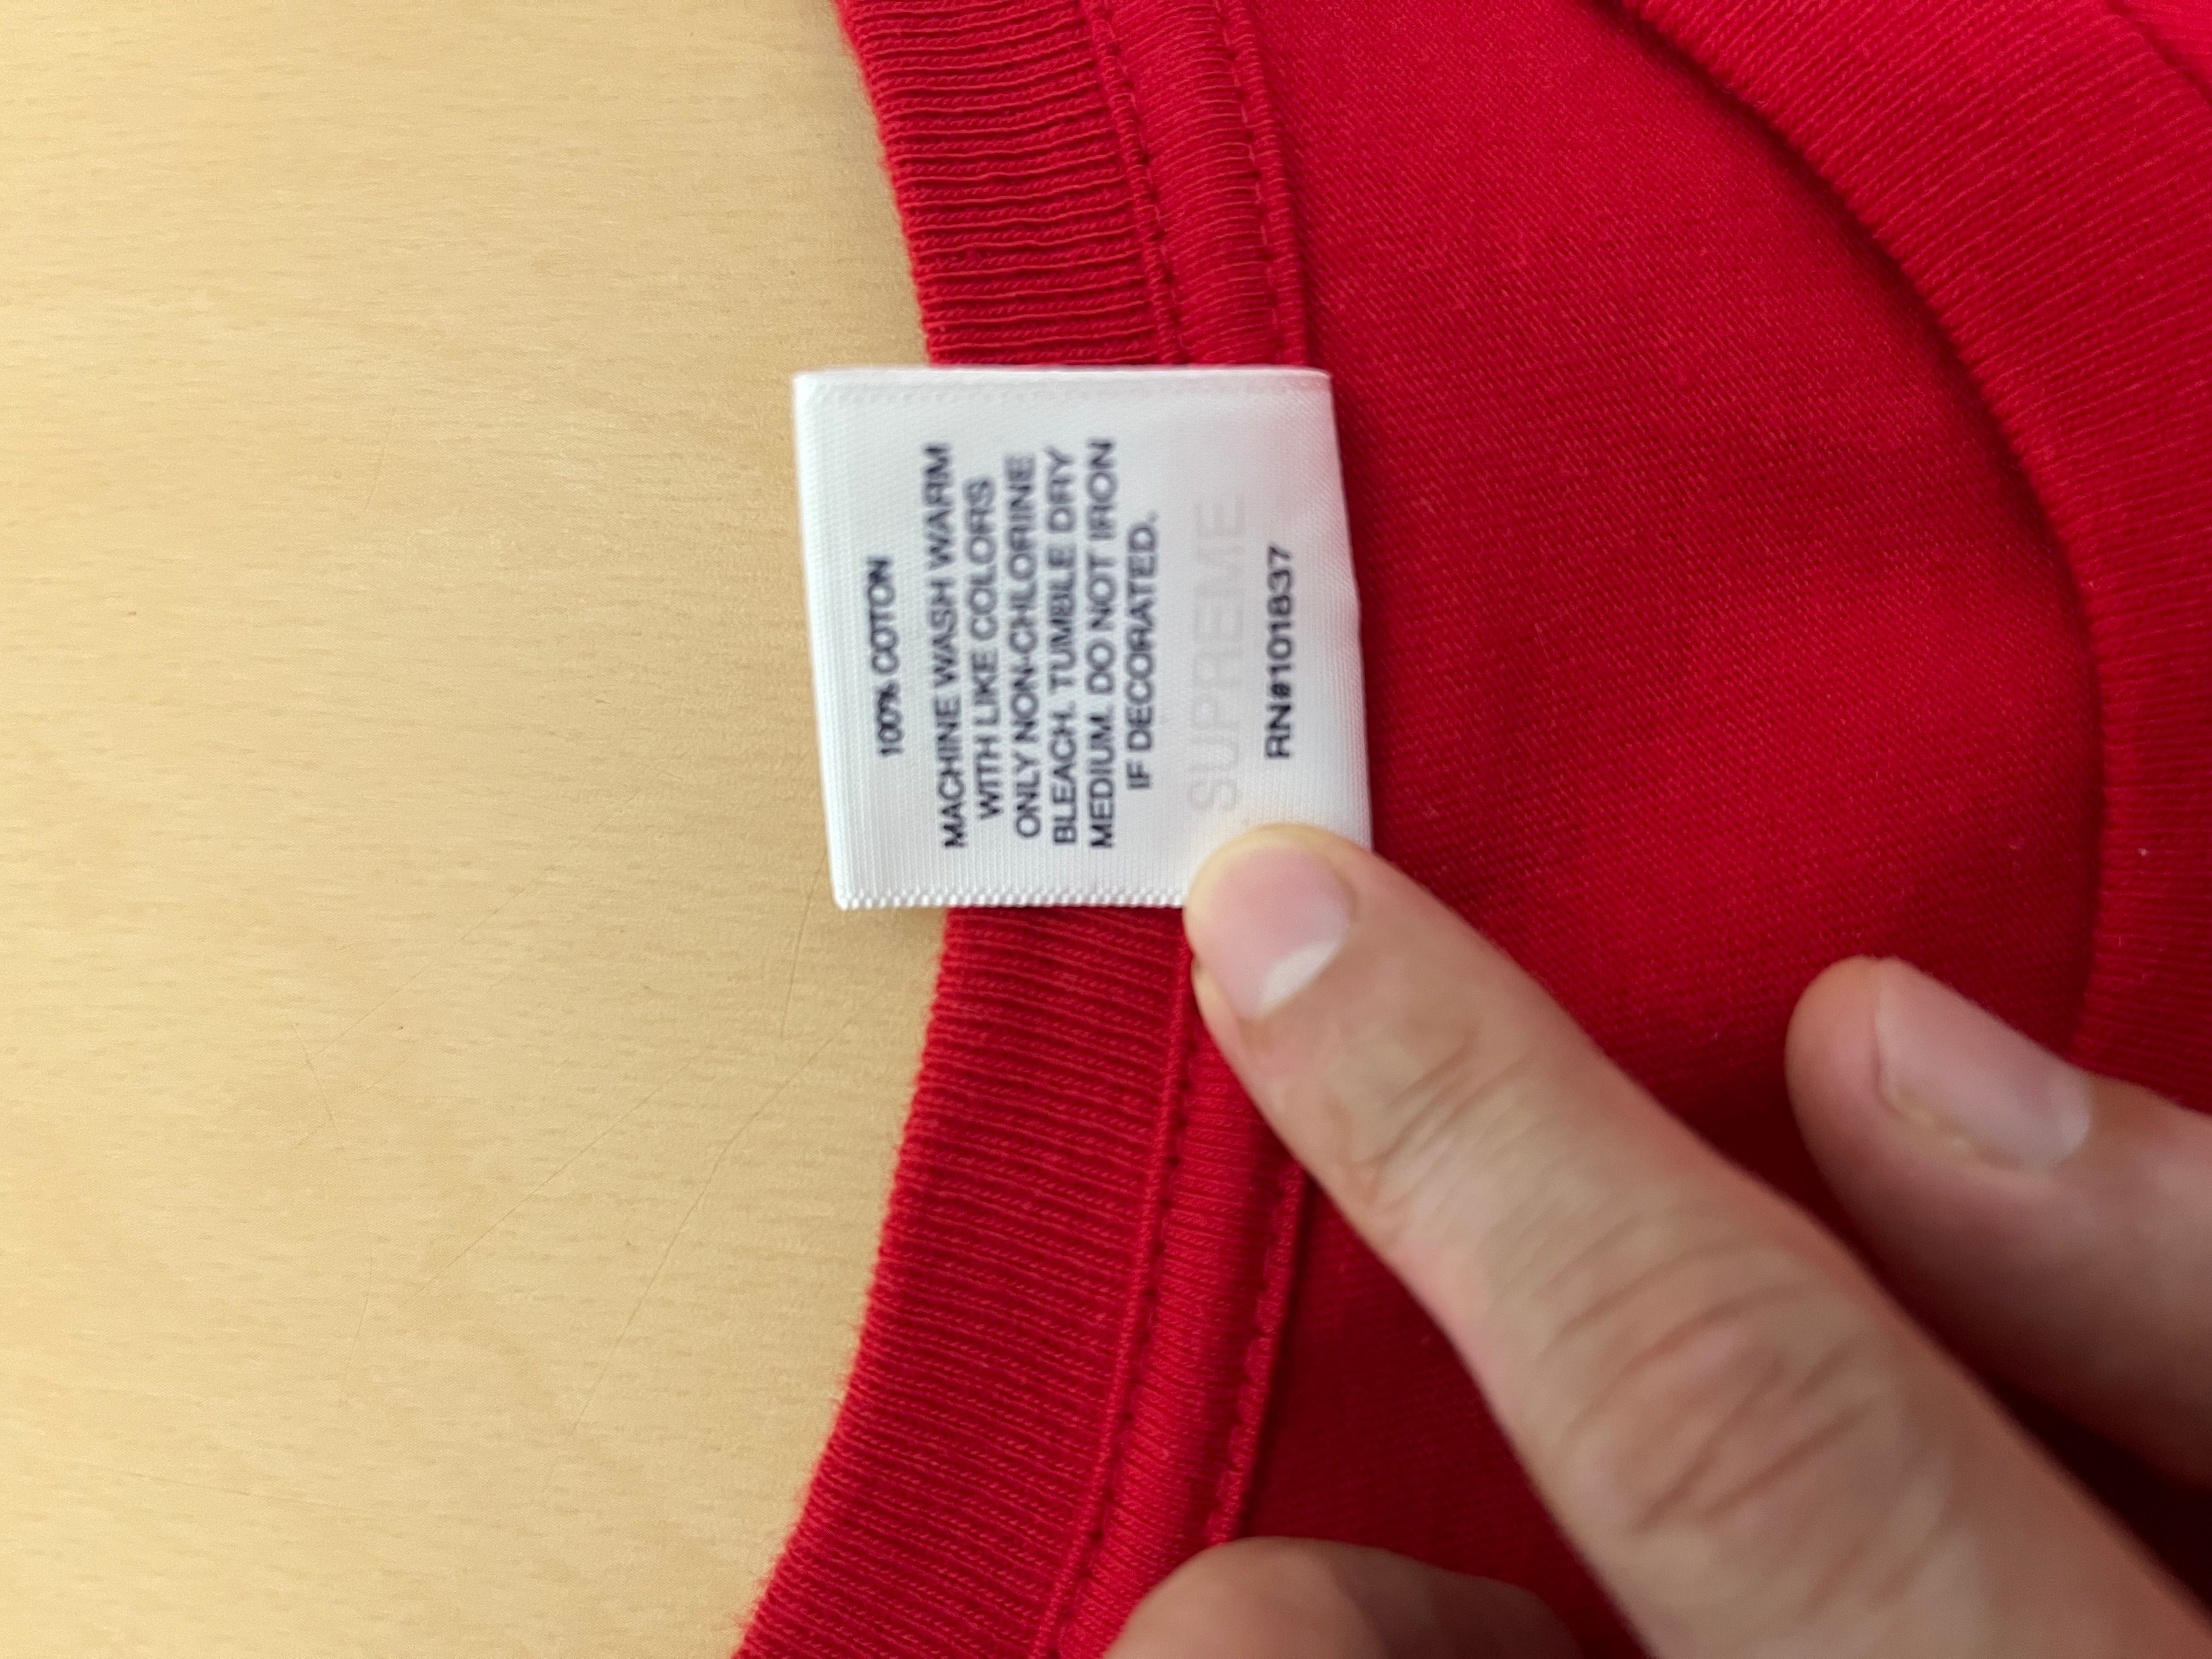 100% COTTON
MACHINE WASH WARM
WITH LIKE COLORS
ONLY NON-CHLORINE
BLEACH. TUMBLE DRY
MEDIUM. DO NOT IRON
IF DECORATED.
SUPREME
RN#101837